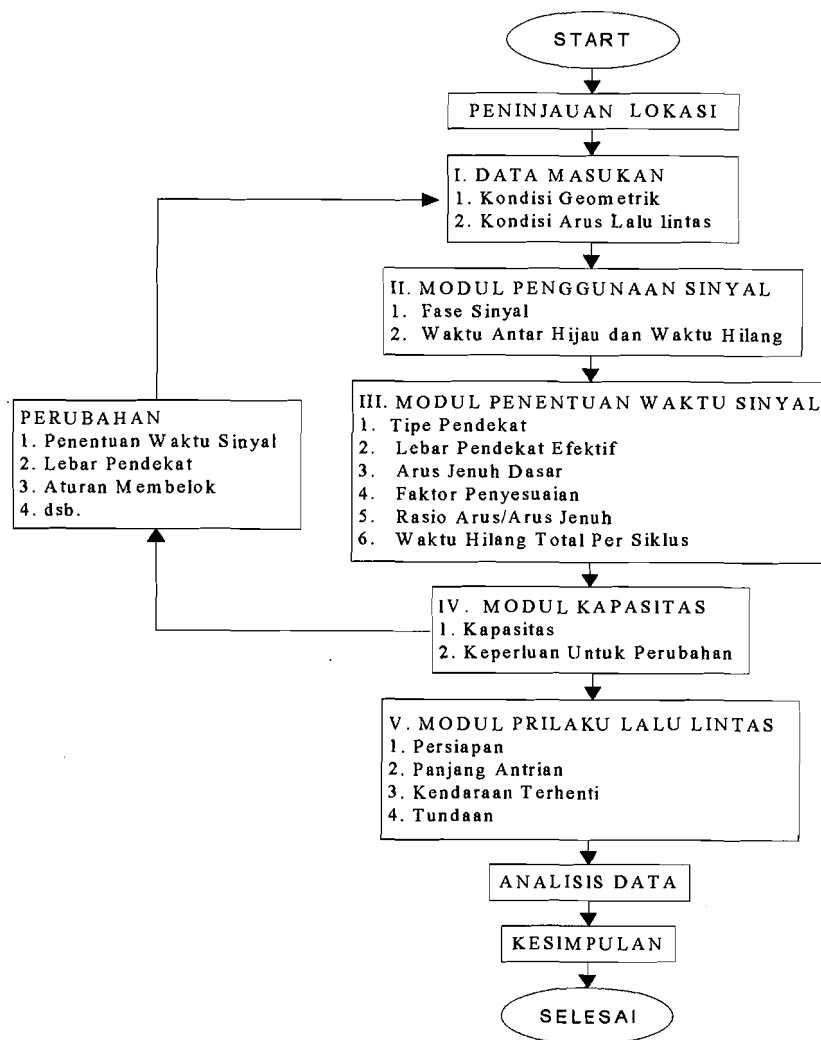 START
PENINJAUAN LOKASI
I. DATA MASUKAN
1. Kondisi Geometrik
2. Kondisi Arus Lalu lintas
II. MODUL PENGGUNAAN SINYAL
1. Fase Sinyal
2. Waktu Antar Hijau dan Waktu Hilang
III. MODUL PENENTUAN WAKTU SINYAL
1. Tipe Pendekat
2. Lebar Pendekat Efektif
3. Arus Jenuh Dasar
4. Faktor Penyesuaian
5. Rasio Arus/Arus Jenuh
6. Waktu Hilang Total Per Siklus
PERUBAHAN
1. Penentuan Waktu Sinyal
2. Lebar Pendekat
3. Aturan Membelok
4. dsb.
IV. MODUL KAPASITAS
1. Kapasitas
2. Keperluan Untuk Perubahan
V. MODUL PRILAKU LALU LINTAS
1. Persiapan
2. Panjang Antrian
3. Kendaraan Terhenti
4. Tundaan
ANALISIS DATA
KESIMPULAN
SELESAI